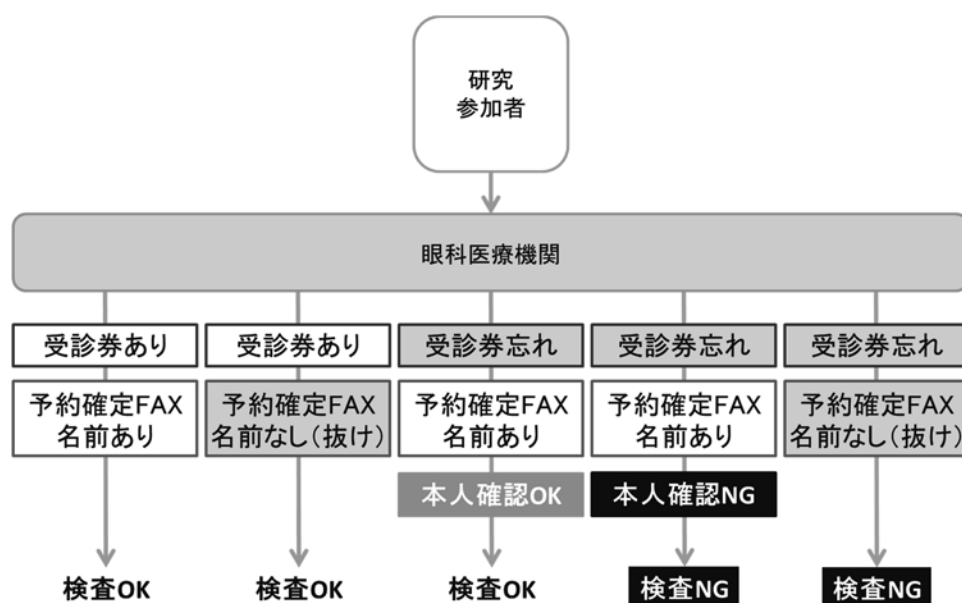 研究
参加者
眼科医療機関
受診券あり
受診券あり
受診券忘れ
受診券忘れ
受診券忘れ
予約確定FAX
名前あり
予約確定FAX
名前なし(抜け)
予約確定FAX
名前あり
予約確定FAX
名前あり
予約確定FAX
名前なし(抜け)
本人確認OK
本人確認NG
検査OK
検査OK
検査OK
検査NG
検査NG